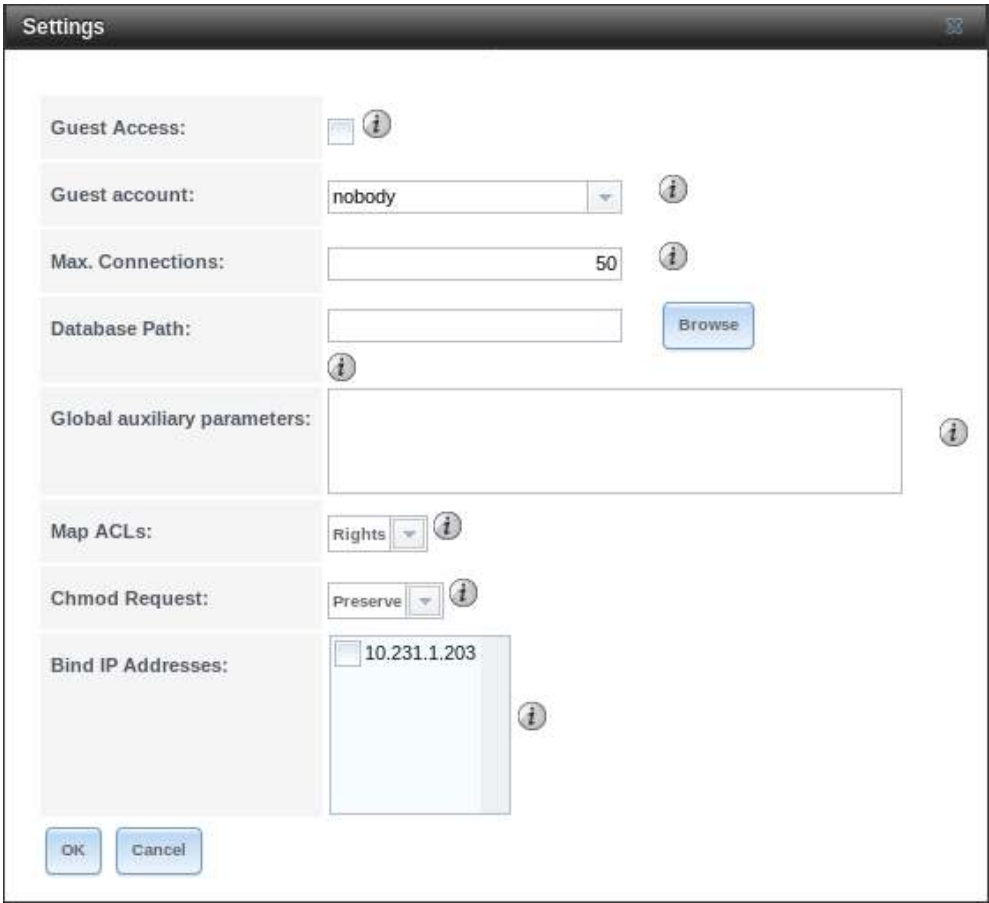 Settings
Guest Access:
Guest account:
nobody
Max. Connections:
50
Database Path:
Browse
Global auxiliary parameters:
Map ACLs:
Rights
Chmod Request:
Preserve
Bind IP Addresses:
10.231.1.203
OK
Cancel